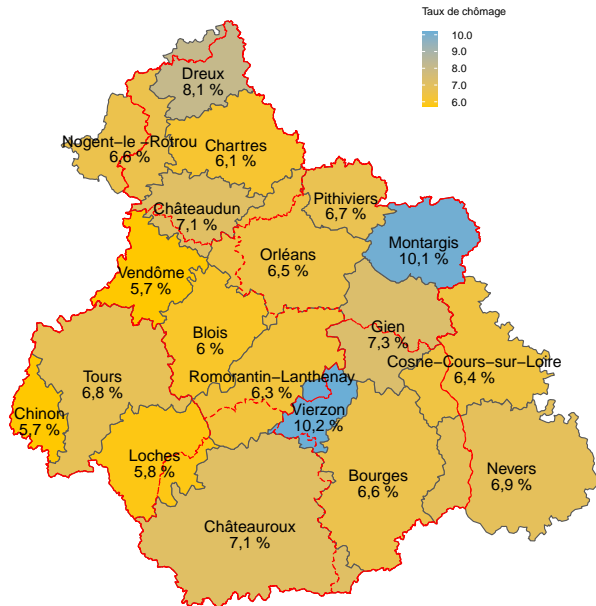 Taux de chômage
10.0
9.0
8.0
7.0
6.0
Dreux
8,1 %
Nogent−le −Rotrou
6,6 %
Chartres
6,1 %
Pithiviers
6,7 %
Châteaudun
7,1 %
Montargis
10,1 %
Orléans
6,5 %
Vendôme
5,7 %
Blois
6 %
Gien
7,3 %
Cosne−Cours−sur−Loire
6,4 %
Romorantin−Lanthenay
6,3 %
Tours
6,8 %
Chinon
5,7 %
Vierzon
10,2 %
Loches
5,8 %
Bourges
6,6 %
Nevers
6,9 %
Châteauroux
7,1 %